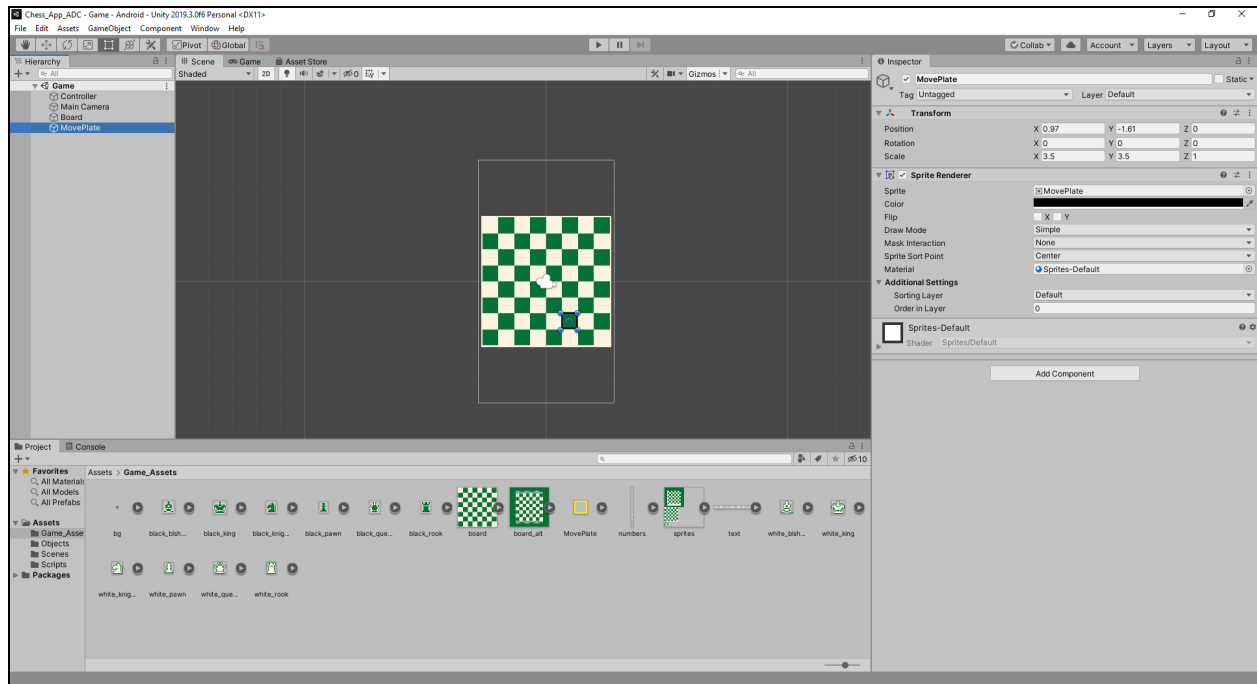 Chess_App_ADC - Game - Android - Unity 2019.3.0f6 Personal <DX11>
File Edit Assets GameObject Component Window Help
Pivot Global
Collab Account Layers Layout
Hierarchy
All
Game
Controller
Main Camera
Board
MovePlate
Scene Game Asset Store
Shaded 2D 0 Gizmos All
Inspector
MovePlate Static
Tag Untagged Layer Default
Transform
Position X 0.97 Y -1.61 Z 0
Rotation X 0 Y 0 Z 0
Scale X 3.5 Y 3.5 Z 1
Sprite Renderer
Sprite MovePlate
Color
Flip X Y
Draw Mode Simple
Mask Interaction None
Sprite Sort Point Center
Material Sprites-Default
Additional Settings
Sorting Layer Default
Order in Layer 0
Sprites-Default
Shader Sprites/Default
Add Component
Project Console
10
Favorites
All Materials
All Models
All Prefabs
Assets
Game_Asse
Objects
Scenes
Scripts
Packages
Assets > Game_Assets
bg black_bish... black_king black_knig... black_pawn black_que... black_rook board board_alt MovePlate numbers sprites text white_bish... white_king
white_knig... white_pawn white_que... white_rook